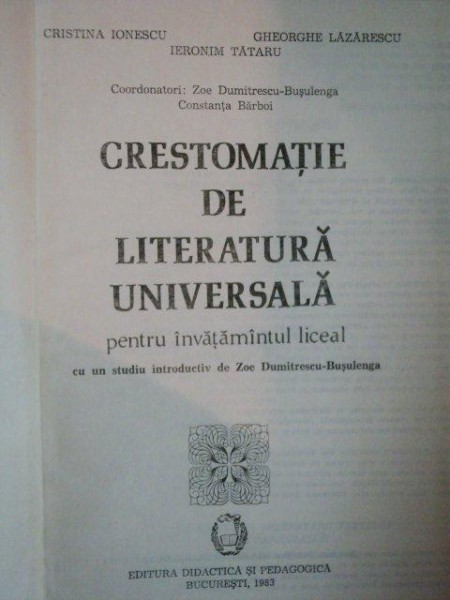 CRISTINA IONESCU GHEORGHE LĂZĂRESCU
IERONIM TĂTARU
Coordonatori: Zoe Dumitrescu-Bușulenga
Constanța Bărboi
CRESTOMAȚIE
DE
LITERATURĂ
UNIVERSALĂ
pentru învățămîntul liceal
cu un studiu introductiv de Zoe Dumitrescu-Bușulenga
EDITURA DIDACTICĂ ȘI PEDAGOGICĂ
BUCUREȘTI, 1983